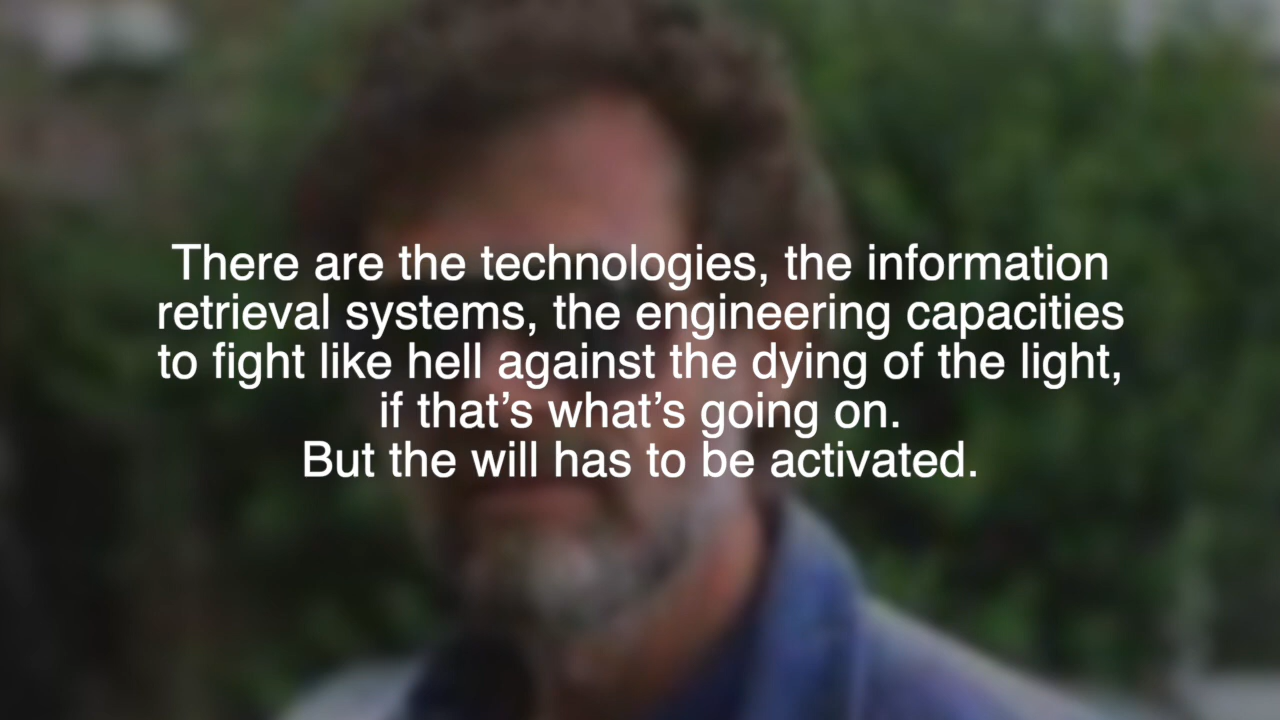 There are the technologies, the information
retrieval systems, the engineering capacities
to fight like hell against the dying of the light,
if that’s what’s going on.
But the will has to be activated.